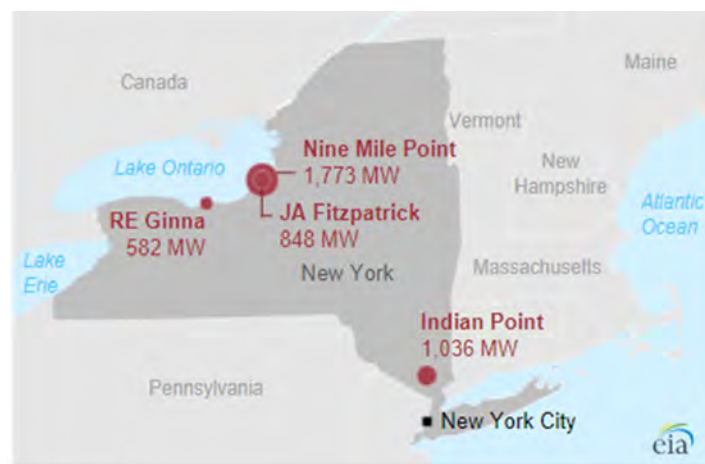 Canada
Maine
Vermont
Nine Mile Point
1,773 MW
Lake Ontario
New
Hampshire
Atlantic
Ocean
RE Ginna
582 MW
JA Fitzpatrick
848 MW
Lake
Erie
New York
Massachusetts
Indian Point
1,036 MW
Pennsylvania
New York City
eia